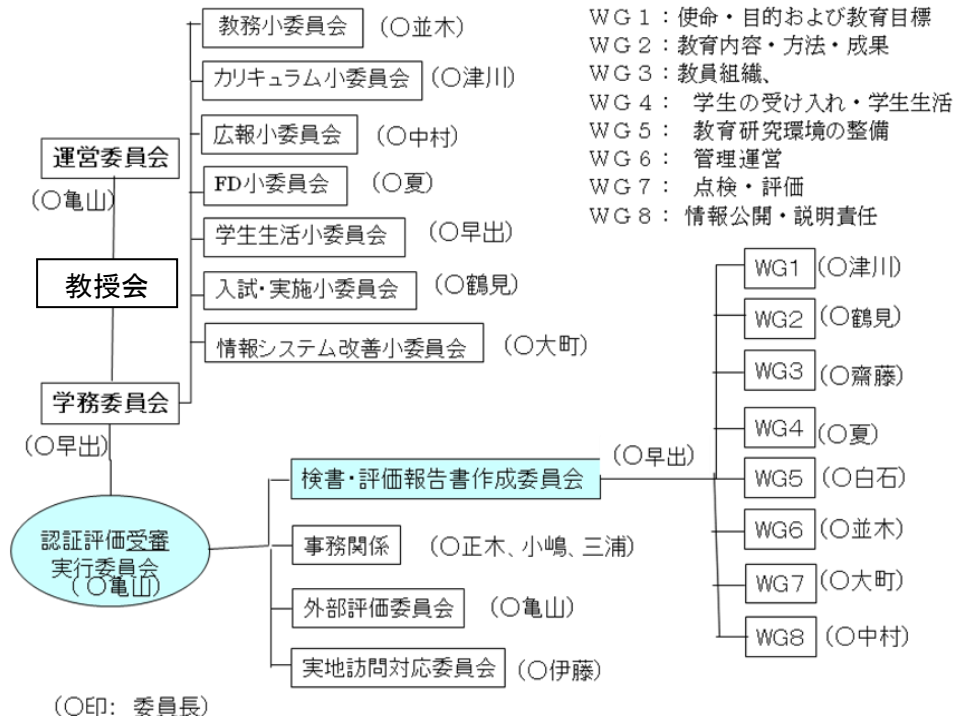 教務小委員会 (○並木)
カリキュラム小委員会 (○津川)
広報小委員会 (○中村)
運営委員会
(○亀山)
FD小委員会 (○夏)
学生生活小委員会 (○早出)
教授会
入試・実施小委員会 (○鶴見)
情報システム改善小委員会 (○大町)
学務委員会
(○早出)
WG1:使命・目的および教育目標
WG2:教育内容・方法・成果
WG3:教員組織、
WG4: 学生の受け入れ・学生生活
WG5: 教育研究環境の整備
WG6: 管理運営
WG7: 点検・評価
WG8: 情報公開・説明責任
認証評価受審
実行委員会
(○亀山)
検書・評価報告書作成委員会 (○早出)
事務関係 (○正木、小嶋、三浦)
外部評価委員会 (○亀山)
実地訪問対応委員会 (○伊藤)
WG1 (○津川)
WG2 (○鶴見)
WG3 (○齋藤)
WG4 (○夏)
WG5 (○白石)
WG6 (○並木)
WG7 (○大町)
WG8 (○中村)
(○印: 委員長)